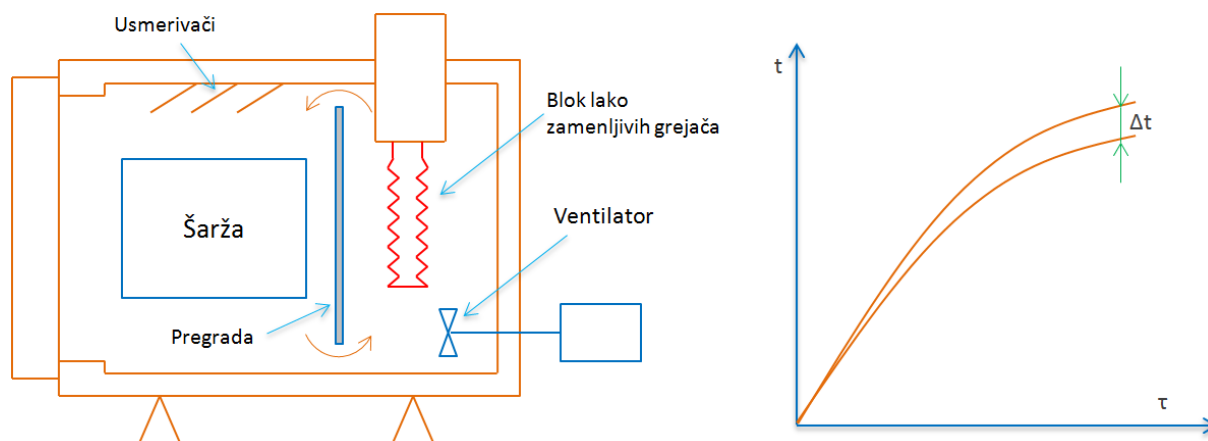 Usmerivači
Blok lako
zamenljivih grejača
Šarža
Ventilator
Pregrada
t
Δt
τ